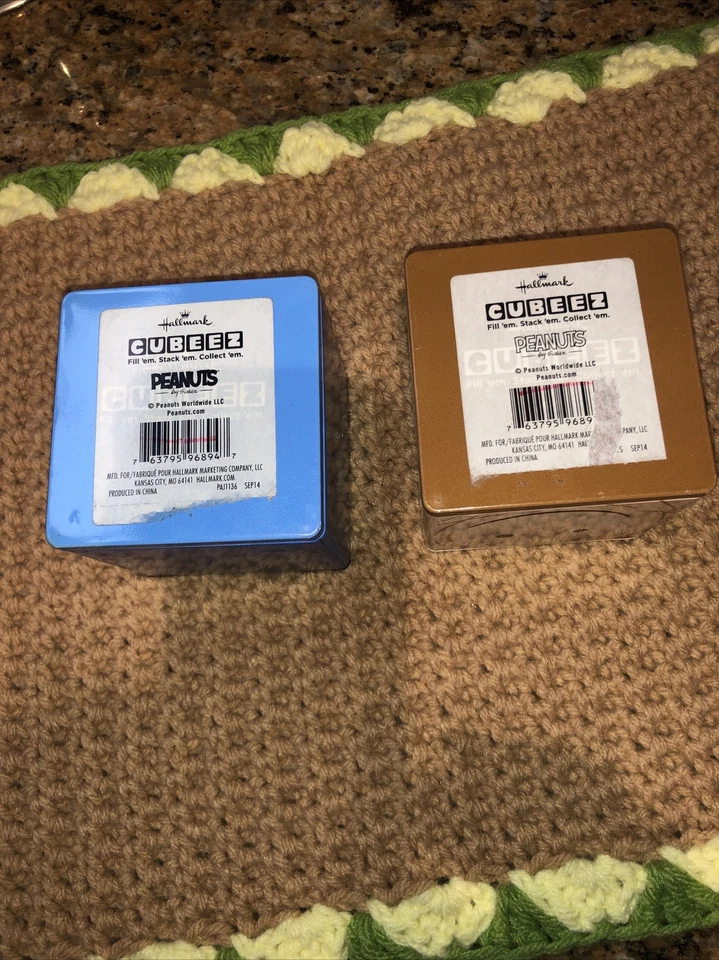 Hallmark
CUBEEZ
Fill 'em. Stack 'em. Collect 'em.
PEANUTS
by Schulz
© Peanuts Worldwide LLC
Peanuts.com
7 63795 96894 7
MFD. FOR/FABRIQUÉ POUR HALLMARK MARKETING COMPANY, LLC
KANSAS CITY, MO 64141 HALLMARK.COM
PRODUCED IN CHINA PAJ1136 SEP14
Hallmark
CUBEEZ
Fill 'em. Stack 'em. Collect 'em.
PEANUTS
by Schulz
© Peanuts Worldwide LLC
Peanuts.com
7 63795 9689
MFD. FOR/FABRIQUÉ POUR HALLMARK MAR PANY, LLC
KANSAS CITY, MO 64141 HAL
PRODUCED IN CHINA 5 SEP14